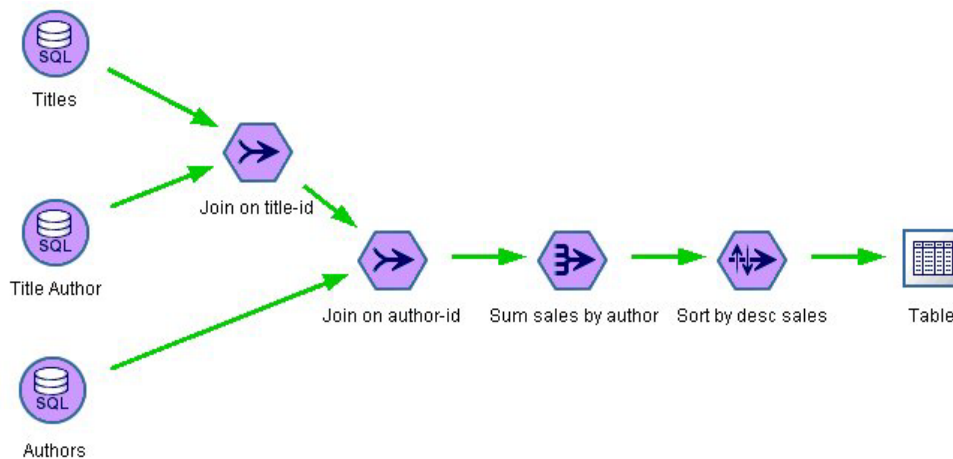 SQL
Titles
Join on title-id
SQL
Title Author
Join on author-id
Sum sales by author
Sort by desc sales
Table
SQL
Authors